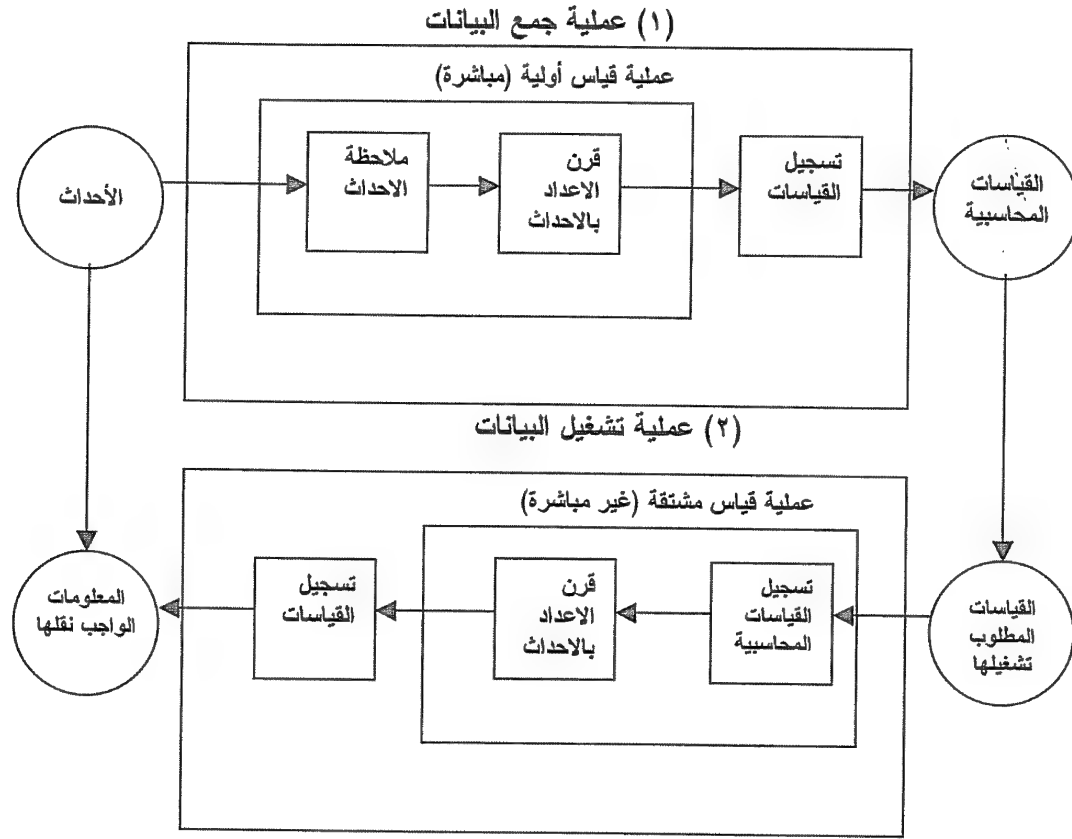 (١) عملية جمع البيانات
عملية قياس أولية (مباشرة)
الأحداث
ملاحظة
الاحداث
قرن
الاعداد
بالاحداث
تسجيل
القياسات
القياسات
المحاسبية
(٢) عملية تشغيل البيانات
عملية قياس مشتقة (غير مباشرة)
القياسات
المطلوب
تشغيلها
تسجيل
القياسات
المحاسبية
قرن
الاعداد
بالاحداث
تسجيل
القياسات
المعلومات
الواجب نقلها